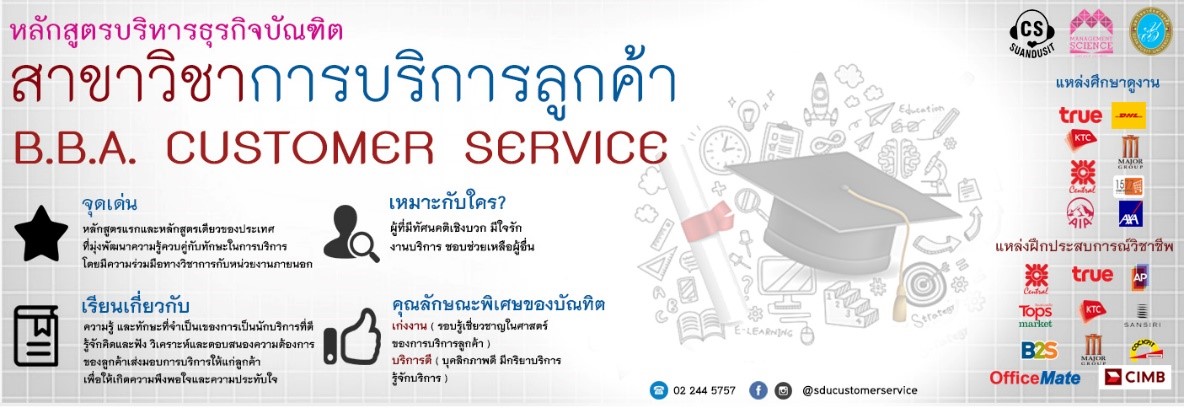 หลักสูตรบริหารธุรกิจบัณฑิต
สาขาวิชาการบริการลูกค้า
B.B.A. CUSTOMER SERVICE
จุดเด่น
หลักสูตรแรกและหลักสูตรเดียวของประเทศ
ที่มุ่งพัฒนาความรู้ควบคู่กับทักษะในการบริการ
โดยมีความร่วมมือทางวิชาการกับหน่วยงานภายนอก
เหมาะกับใคร?
ผู้ที่มีทัศนคติเชิงบวก มีใจรัก
งานบริการ ชอบช่วยเหลือผู้อื่น
เรียนเกี่ยวกับ
ความรู้ และทักษะที่จำเป็นเของการเป็นนักบริการที่ดี
รู้จักคิดและฟัง วิเคราะห์และตอบสนองความต้องการ
ของลูกค้าเส่งมอบการบริการให้แก่ลูกค้า
เพื่อให้เกิดความพึงพอใจและความประทับใจ
คุณลักษณะพิเศษของบัณฑิต
เก่งงาน ( รอบรู้เชี่ยวชาญในศาสตร์
ของการบริการลูกค้า )
บริการดี ( บุคลิกภาพดี มีกริยาบริการ
รู้จักบริการ )
Education
E-LEARNING
Strategy
02 244 5757
@sducustomerservice
CS
SUANDUSIT
MANAGEMENT
SCIENCE
แหล่งศึกษาดูงาน
true
DHL
KTC
MAJOR
GROUP
Central
AIA
AXA
แหล่งฝึกประสบการณ์วิชาชีพ
Central
true
AP
Tops
market
KTC
SANSIRI
B2S
MAJOR
GROUP
COCKPIT
OfficeMate
CIMB